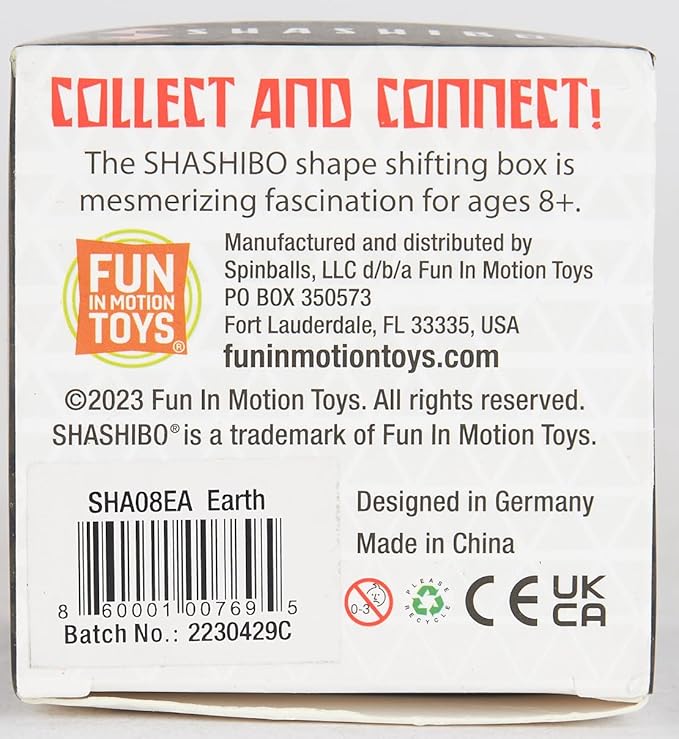 SHASHIBO
COLLECT AND CONNECT!
The SHASHIBO shape shifting box is
mesmerizing fascination for ages 8+.
FUN
IN MOTION
TOYS®
Manufactured and distributed by
Spinballs, LLC d/b/a Fun In Motion Toys
PO BOX 350573
Fort Lauderdale, FL 33335, USA
funinmotiontoys.com
©2023 Fun In Motion Toys. All rights reserved.
SHASHIBO® is a trademark of Fun In Motion Toys.
SHA08EA Earth
8 60001 00769 5
Batch No.: 2230429C
Designed in Germany
Made in China
0-3
PLEASE
RECYCLE
CE
UK
CA